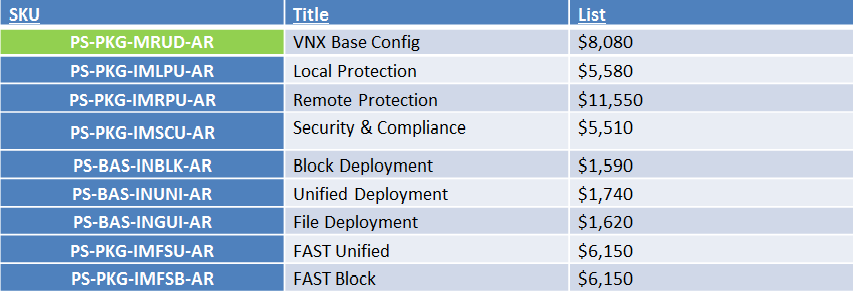 SKU Title List
PS-PKG-MRUD-AR VNX Base Config $8,080
PS-PKG-IMLPU-AR Local Protection $5,580
PS-PKG-IMRPU-AR Remote Protection $11,550
PS-PKG-IMSCU-AR Security & Compliance $5,510
PS-BAS-INBLK-AR Block Deployment $1,590
PS-BAS-INUNI-AR Unified Deployment $1,740
PS-BAS-INGUI-AR File Deployment $1,620
PS-PKG-IMFSU-AR FAST Unified $6,150
PS-PKG-IMFSB-AR FAST Block $6,150